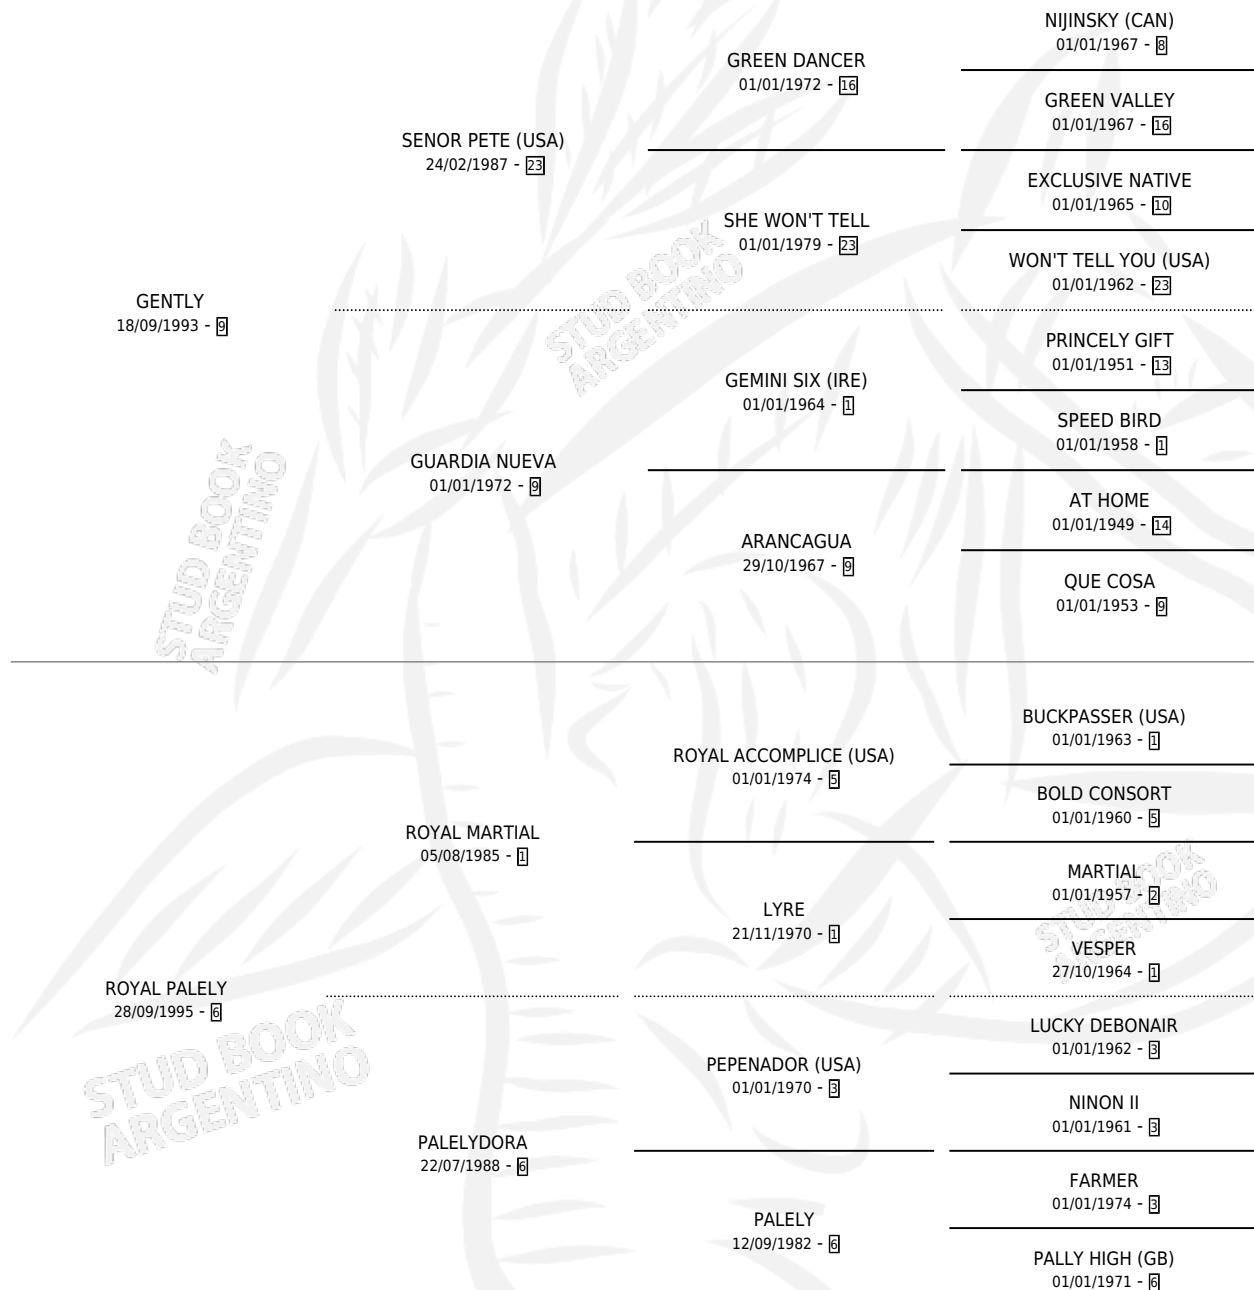 NIJINSKY (CAN)
01/01/1967 - 8
GREEN DANCER
01/01/1972 - 16
GREEN VALLEY
01/01/1967 - 16
SENOR PETE (USA)
24/02/1987 - 23
EXCLUSIVE NATIVE
01/01/1965 - 10
SHE WON'T TELL
01/01/1979 - 23
WON'T TELL YOU (USA)
01/01/1962 - 23
GENTLY
18/09/1993 - 9
PRINCELY GIFT
01/01/1951 - 13
GEMINI SIX (IRE)
01/01/1964 - 1
SPEED BIRD
01/01/1958 - 1
GUARDIA NUEVA
01/01/1972 - 9
AT HOME
01/01/1949 - 14
ARANCAGUA
29/10/1967 - 9
QUE COSA
01/01/1953 - 9
STUD BOOK
ARGENTINO
STUD BOOK
ARGENTINO
BUCKPASSER (USA)
01/01/1963 - 1
ROYAL ACCOMPLICE (USA)
01/01/1974 - 5
BOLD CONSORT
01/01/1960 - 5
ROYAL MARTIAL
05/08/1985 - 1
MARTIAL
01/01/1957 - 2
LYRE
21/11/1970 - 1
VESPER
27/10/1964 - 1
ROYAL PALELY
28/09/1995 - 6
LUCKY DEBONAIR
01/01/1962 - 3
PEPENADOR (USA)
01/01/1970 - 3
NINON II
01/01/1961 - 3
PALELYDORA
22/07/1988 - 6
FARMER
01/01/1974 - 3
PALELY
12/09/1982 - 6
PALLY HIGH (GB)
01/01/1971 - 6
STUD BOOK
ARGENTINO
STUD BOOK
ARGENTINO